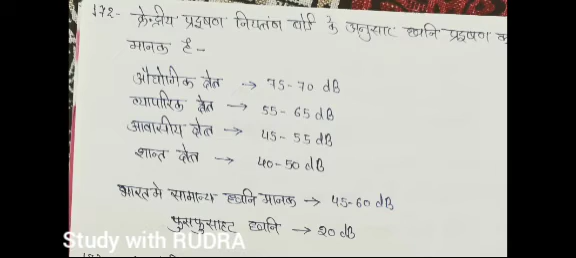 172- केन्द्रीय प्रदूषण नियंत्रण बोर्ड के अनुसार ध्वनि प्रदूषण
मानक है -
औद्योगिक क्षेत्र → 75-70 dB
व्यापारिक क्षेत्र → 55-65 dB
आवासीय क्षेत्र → 45-55 dB
शान्त क्षेत्र → 40-50 dB
भारत मे सामान्य ध्वनि मानक → 45-60 dB
फुसफुसाहट ध्वनि → 20 dB
Study with RUDRA